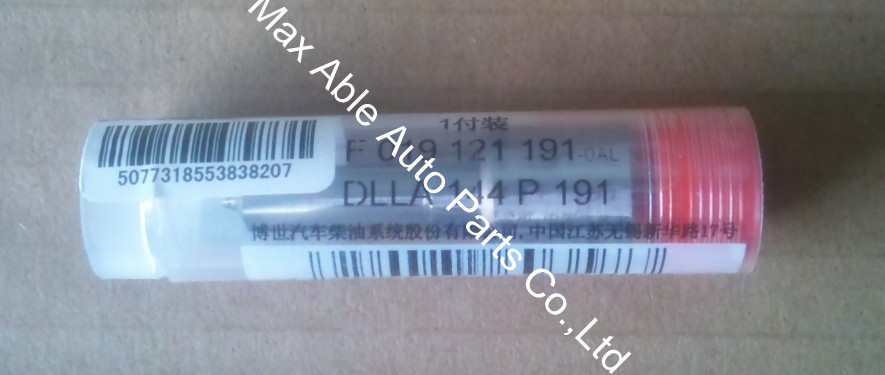 Max Able Auto Parts Co.,Ltd
1付装
F 019 121 191-0AL
DLLA 144 P 191
5077318553838207
博世汽车柴油系统股份有限公司,中国江苏无锡新华路17号